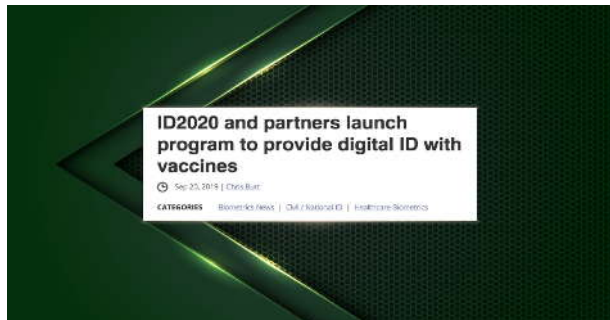 ID2020 and partners launch
program to provide digital ID with
vaccines
Sep 20, 2019 | Chris Burt
CATEGORIES Biometrics News | Civil / National ID | Healthcare Biometrics